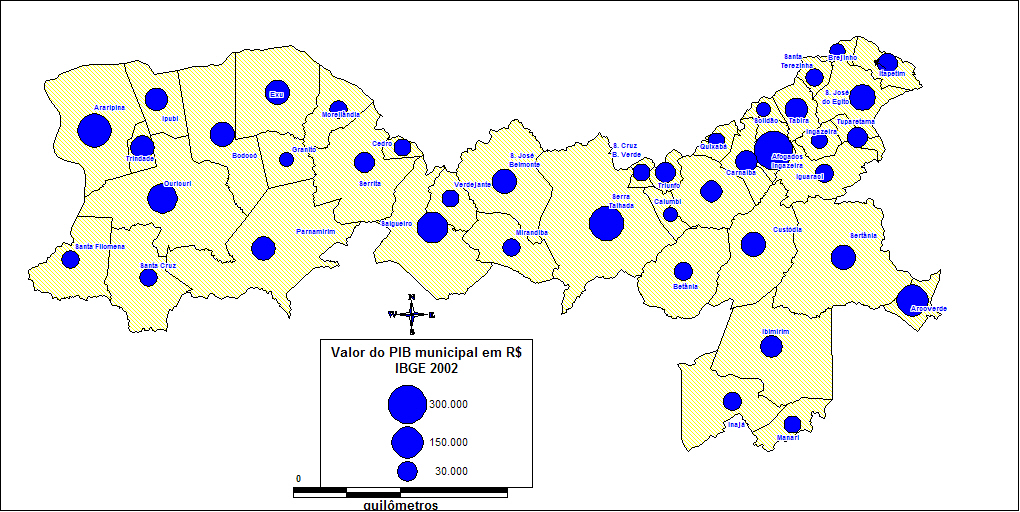 Brejinho
Santa
Terezinha
Itapetim
Exu
S. José
do Egito
Araripina
Morejlândia
Ipubi
Solidão
Tabira
Tuparetama
Ingazeira
Cedro
Quixaba
S. Cruz
B. Verde
Granito
Bodocó
Trindade
S. José
Belmonte
Afogados
Ingazeira
Carnaíba
Iguaraci
Ouriouri
Serrita
Verdejante
Triunfo
Serra
Talhada
Calumbi
Salgueiro
Parnamirim
Mirandiba
Custódia
Sertânia
Santa Filomena
Santa Cruz
Betânia
N
W
E
S
Arcoverde
Ibimirim
Inajá
Manari
Valor do PIB municipal em R$
IBGE 2002
300.000
150.000
30.000
0
quilômetros